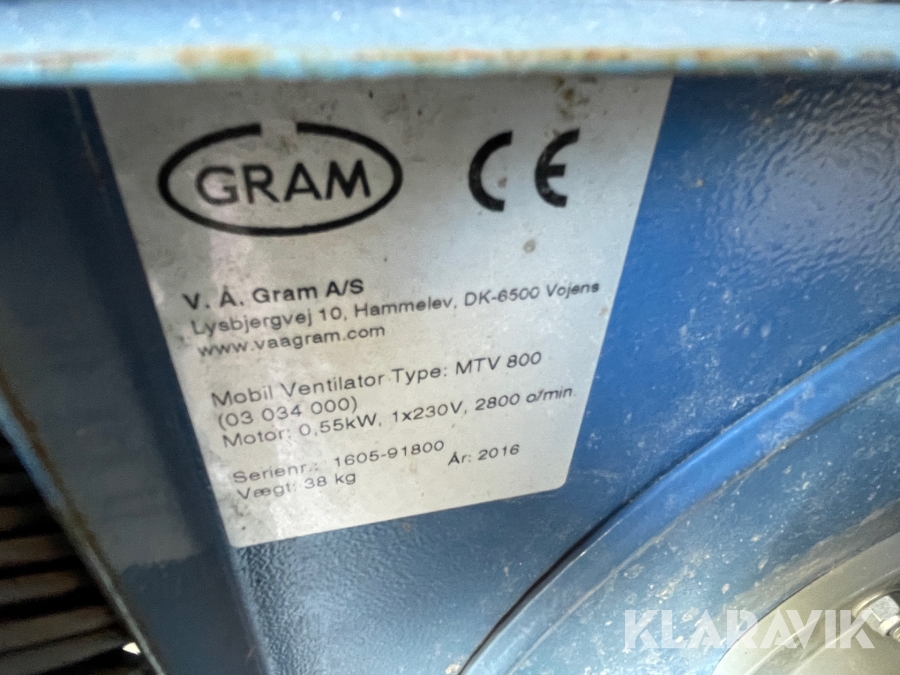 GRAM CE
V. Å. Gram A/S
Lysbjergvej 10, Hammelev, DK-6500 Vojens
www.vaagram.com
Mobil Ventilator Type: MTV 800
(03 034 000)
Motor: 0,55kW, 1x230V, 2800 o/min.
Serienr.: 1605-91800 År: 2016
Vægt: 38 kg
KLARAVIK